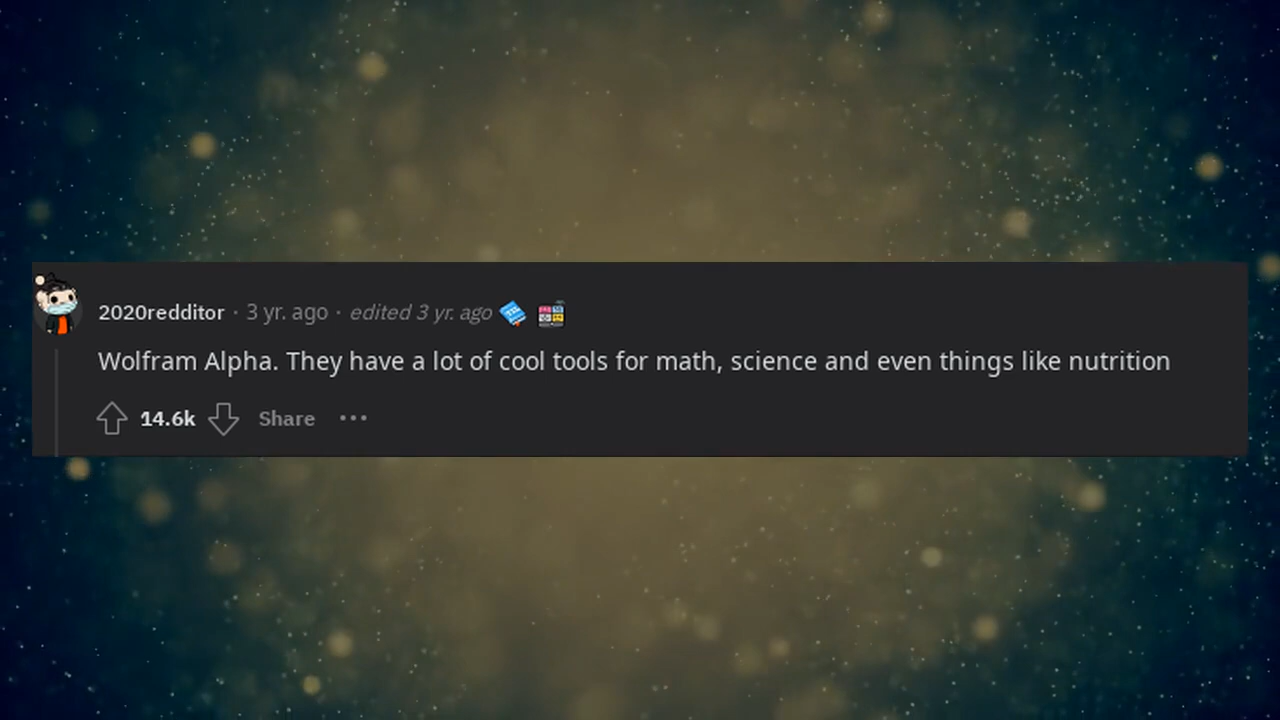 2020redditor · 3 yr. ago · edited 3 yr. ago
Wolfram Alpha. They have a lot of cool tools for math, science and even things like nutrition
14.6k Share ···